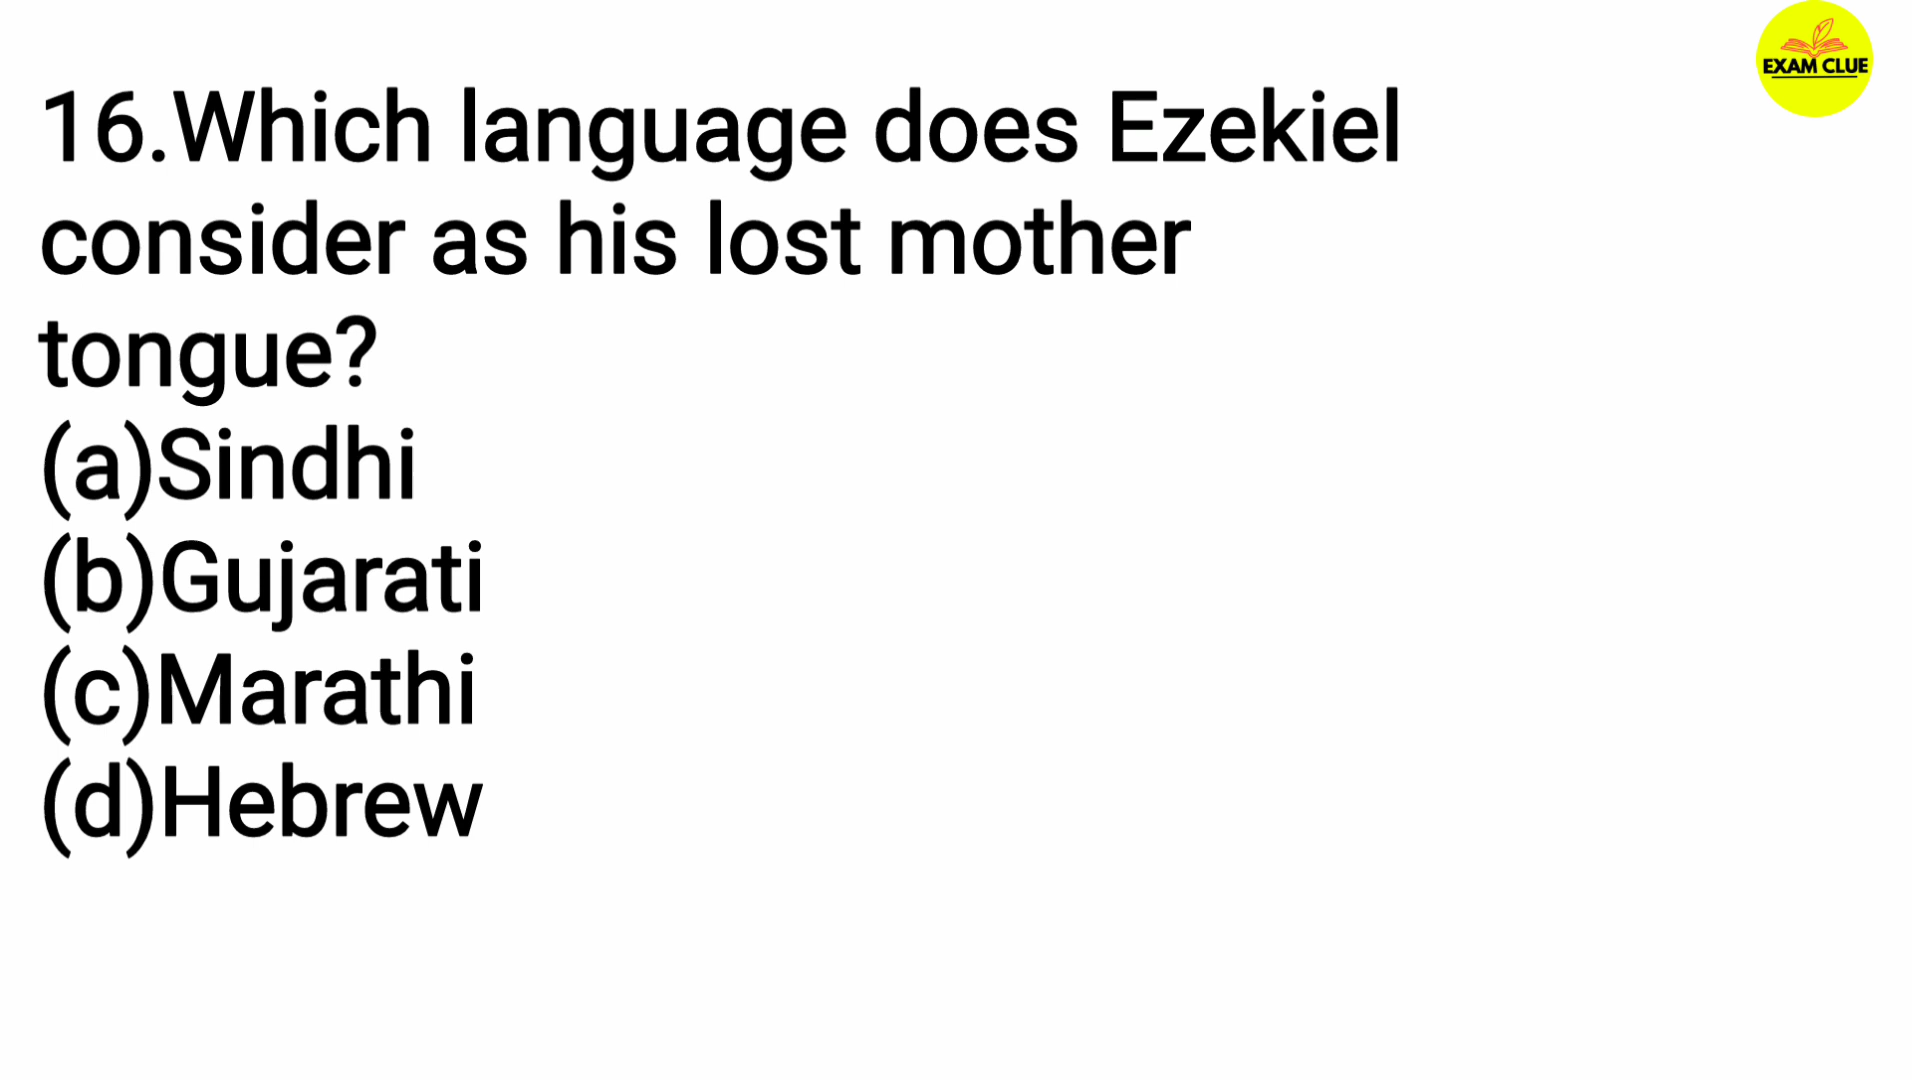 EXAM CLUE
16.Which language does Ezekiel
consider as his lost mother
tongue?
(a)Sindhi
(b)Gujarati
(c)Marathi
(d)Hebrew